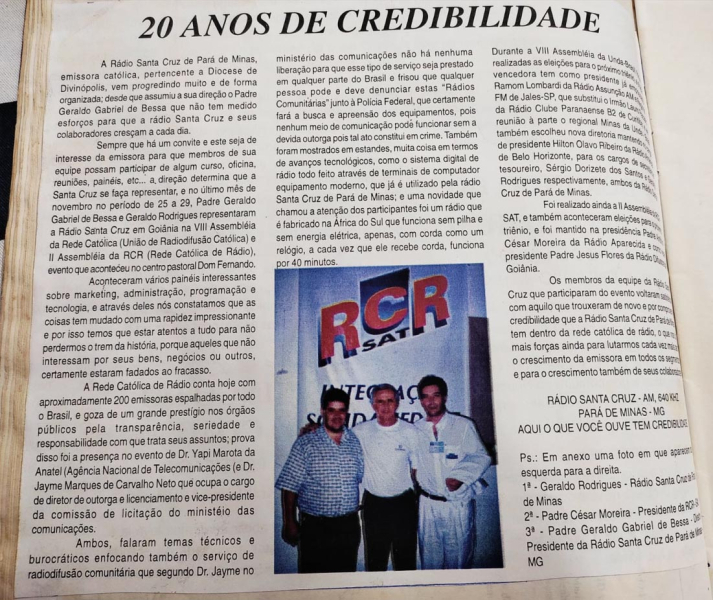 20 ANOS DE CREDIBILIDADE
A Rádio Santa Cruz de Pará de Minas,
emissora católica, pertencente a Diocese de
Divinópolis, vem progredindo muito e de forma
organizada; desde que assumiu a sua direção o Padre
Geraldo Gabriel de Bessa que não tem medido
esforços para que a rádio Santa Cruz e seus
colaboradores cresçam a cada dia.
Sempre que há um convite e este seja de
interesse da emissora para que membros de sua
equipe possam participar de algum curso, oficina,
reuniões, painéis, etc... a, direção determina que a
Santa Cruz se faça representar, e no último mês de
novembro no período de 25 a 29, Padre Geraldo
Gabriel de Bessa e Geraldo Rodrigues representaram
a Rádio Santa Cruz em Goiânia na VIII Assembléia
da Rede Católica (União de Radiodifusão Católica) e
II Assembléia da RCR (Rede Católica de Rádio),
evento que aconteceu no centro pastoral Dom Fernando.
Aconteceram vários painéis interessantes
sobre marketing, administração, programação e
tecnologia, e através deles nós constatamos que as
coisas tem mudado com uma rapidez impressionante
e por isso temos que estar atentos a tudo para não
perdermos o trem da história, porque aqueles que não
interessam por seus bens, negócios ou outros,
certamente estaram fadados ao fracasso.
A Rede Católica de Rádio conta hoje com
aproximadamente 200 emissoras espalhadas por todo
o Brasil, e goza de um grande prestígio nos órgãos
públicos pela transparência, seriedade e
responsabilidade com que trata seus assuntos; prova
disso foi a presença no evento de Dr. Yapi Marota da
Anatel (Agência Nacional de Telecomunicações (e Dr.
Jayme Marques de Carvalho Neto que ocupa o cargo
de diretor de outorga e licenciamento e vice-presidente
da comissão de licitação do ministéio das
comunicações.
Ambos, falaram temas técnicos e
burocráticos enfocando também o serviço de
radiodifusão comunitária que segundo Dr. Jayme no
ministério das comunicações não há nenhuma
liberação para que esse tipo de serviço seja prestado
em qualquer parte do Brasil e frisou que qualquer
pessoa pode e deve denunciar estas "Rádios
Comunitárias" junto à Polícia Federal, que certamente
fará a busca e apreensão dos equipamentos, pois
nenhum meio de comunicação pode funcionar sem a
devida outorga pois tal ato constitui em crime. Também
foram mostrados em estandes, muita coisa em termos
de avanços tecnológicos, como o sistema digital de
rádio todo feito através de terminais de computador
equipamento moderno, que já é utilizado pela rádio
Santa Cruz de Pará de Minas; e uma novidade que
chamou a atenção dos participantes foi um rádio que
é fabricado na África do Sul que funciona sem pilha e
sem energia elétrica, apenas, com corda como um
relógio, a cada vez que ele recebe corda, funciona
por 40 minutos.
RCR
SAT
INTEGRAÇÃ
Durante a VIII Assembléia da Unda-
realizadas as eleições para o próximo
vencedora tem como presidente já
Ramom Lombardi da Rádio Assunção AM
FM de Jales-SP, que substitui o Irmão
da Rádio Clube Paranaense B2 de
reunião à parte o regional Minas da
também escolheu nova diretoria
de presidente Hilton Olavo Ribeiro da
de Belo Horizonte, para os cargos de
tesoureiro, Sérgio Dorizete dos Santos e
Rodrigues respectivamente, ambos da
Cruz de Pará de Minas.
Foi realizado ainda a II Assembléia
SAT, e também aconteceram eleições para
triênio, e foi mantido na presidência Padre
César Moreira da Rádio Aparecida e
presidente Padre Jesus Flores da Rádio
Goiânia.
Os membros da equipe da Rádio
Cruz que participaram do evento voltaram
com aquilo que trouxeram de novo e por
credibilidade que a Rádio Santa Cruz de Pará de
tem dentro da rede católica de rádio, o que
mais forças ainda para lutarmos cada vez
o crescimento da emissora em todos os
e para o crescimento também de seus
RÁDIO SANTA CRUZ - AM, 640 KHZ
PARÁ DE MINAS - MG
AQUI O QUE VOCÊ OUVE TEM CREDIBILIDADE
Ps.: Em anexo uma foto em que aparecem
esquerda para a direita.
1ª - Geraldo Rodrigues - Rádio Santa Cruz de
de Minas
2ª - Padre César Moreira - Presidente da RCR-
3ª - Padre Geraldo Gabriel de Bessa -
Presidente da Rádio Santa Cruz de Pará de
MG